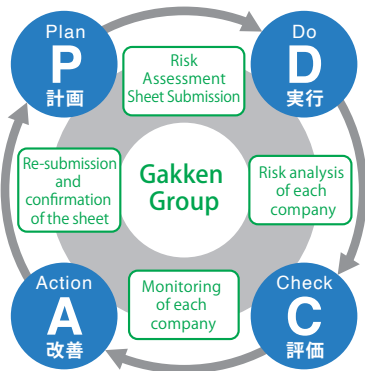 Plan
P
計画
Risk
Assessment
Sheet Submission
Do
D
実行
Re-submission
and
confirmation
of the sheet
Gakken
Group
Risk analysis
of each
company
Action
A
改善
Monitoring
of each
company
Check
C
評価